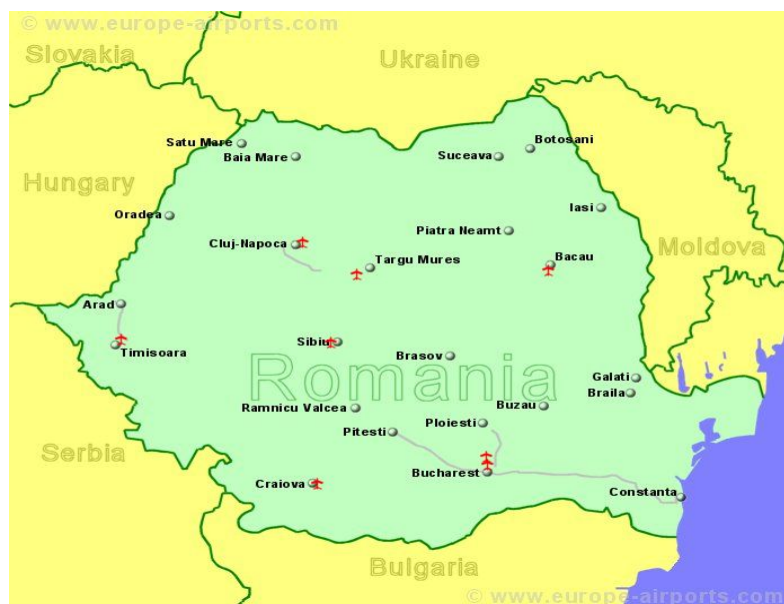 © www.europe-airports.com
Slovakia
Ukraine
Satu Mare
Baia Mare
Suceava
Botosani
Hungary
Oradea
Iasi
Cluj-Napoca
Piatra Neamt
Moldova
Targu Mures
Bacau
Arad
Timisoara
Sibiu
Brasov
Romania
Galati
Braila
Ramnicu Valcea
Ploiesti
Buzau
Pitesti
Serbia
Bucharest
Craiova
Constanta
Bulgaria
© www.europe-airports.com